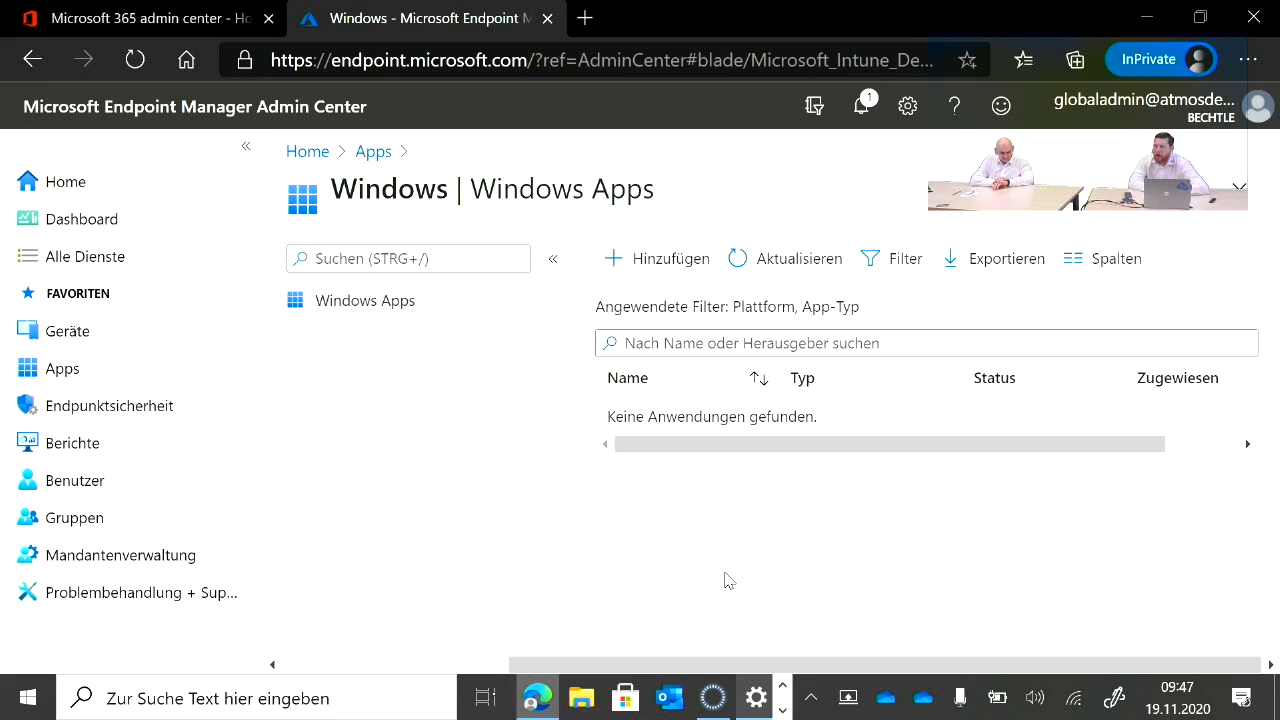 Microsoft 365 admin center - Ho
Windows - Microsoft Endpoint M
https://endpoint.microsoft.com/?ref=AdminCenter#blade/Microsoft_Intune_De...
InPrivate
Microsoft Endpoint Manager Admin Center
1
globaladmin@atmosde...
BECHTLE
Home
Dashboard
Alle Dienste
FAVORITEN
Geräte
Apps
Endpunktsicherheit
Berichte
Benutzer
Gruppen
Mandantenverwaltung
Problembehandlung + Sup...
Home > Apps >
Windows | Windows Apps
Suchen (STRG+/)
Windows Apps
Hinzufügen Aktualisieren Filter Exportieren Spalten
Angewendete Filter: Plattform, App-Typ
Nach Name oder Herausgeber suchen
Name Typ Status Zugewiesen
Keine Anwendungen gefunden.
Zur Suche Text hier eingeben
09:47
19.11.2020